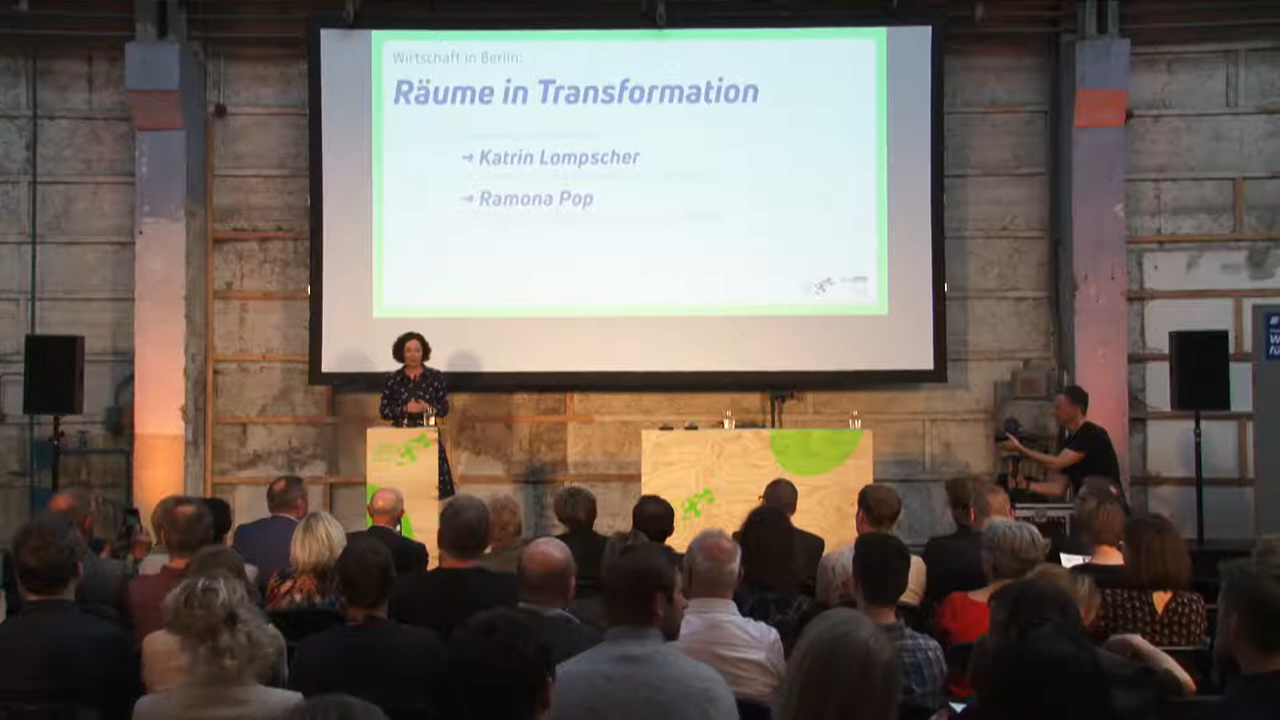 Wirtschaft in Berlin:
Räume in Transformation
→ Katrin Lompscher
→ Ramona Pop